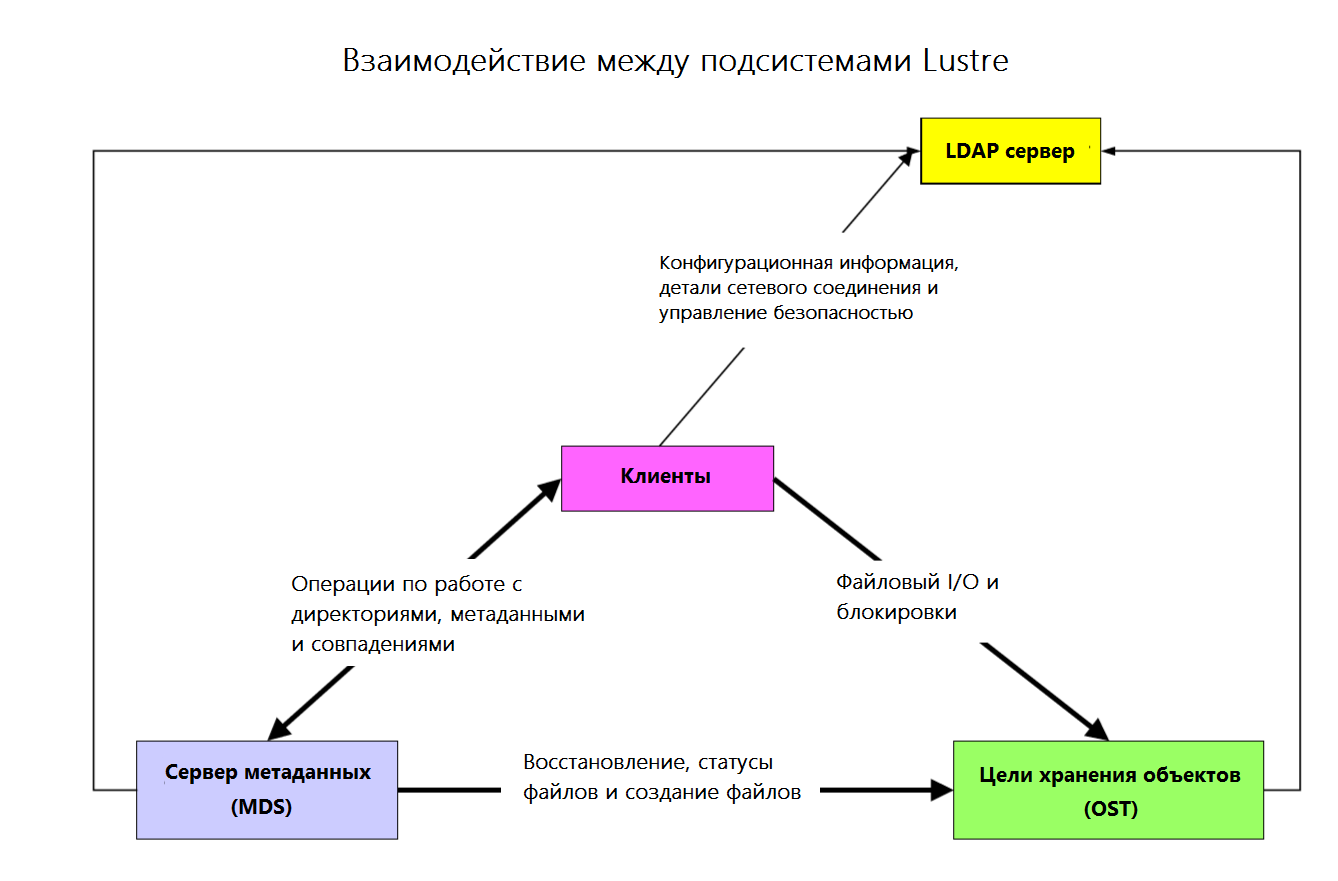 Взаимодействие между подсистемами Lustre
LDAP сервер
Конфигурационная информация,
детали сетевого соединения и
управление безопасностью
Клиенты
Операции по работе с
директориями, метаданными
и совпадениями
Файловый I/O и
блокировки
Сервер метаданных
(MDS)
Восстановление, статусы
файлов и создание файлов
Цели хранения объектов
(OST)